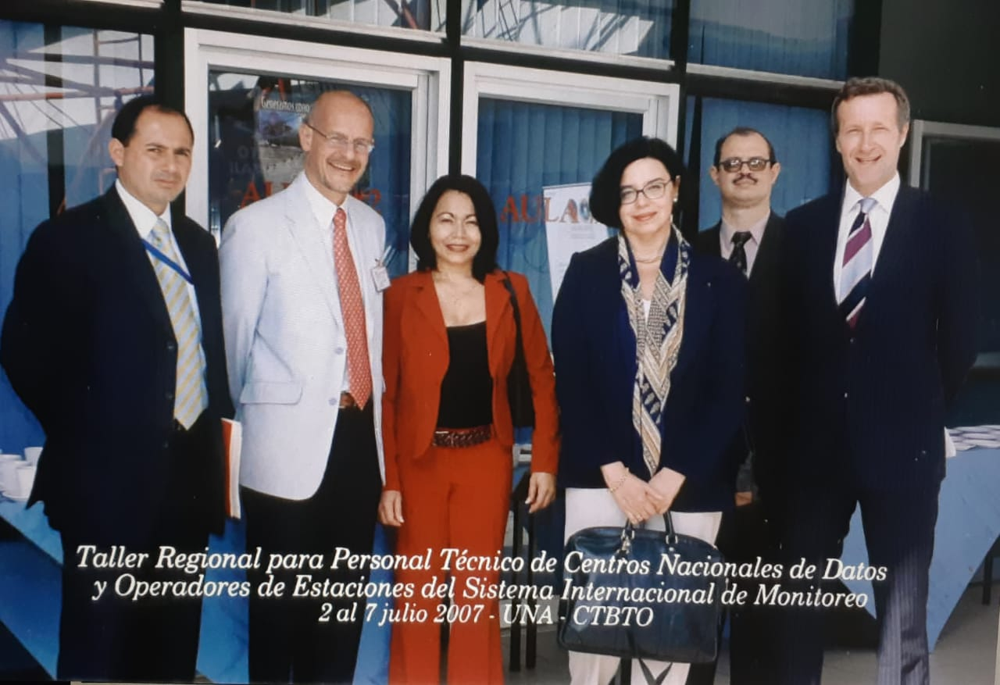 AULA
Taller Regional para Personal Técnico de Centros Nacionales de Datos
y Operadores de Estaciones del Sistema Internacional de Monitoreo
2 al 7 julio 2007 - UNA - CTBTO